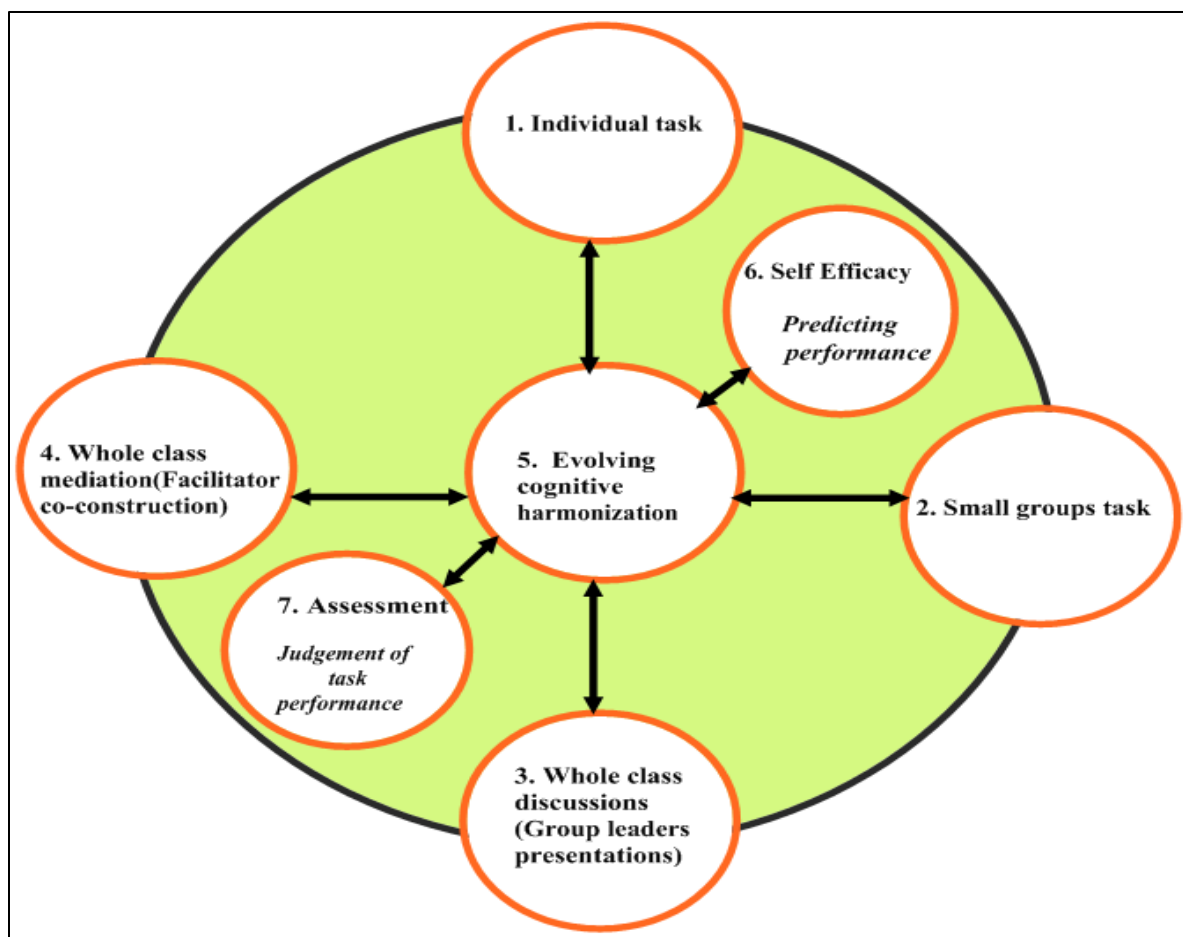 1. Individual task
6. Self Efficacy
Predicting
performance
4. Whole class
mediation(Facilitator
co-construction)
5. Evolving
cognitive
harmonization
2. Small groups task
7. Assessment
Judgement of
task
performance
3. Whole class
discussions
(Group leaders
presentations)